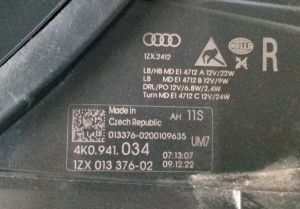 HELLA
R
1ZX.2412
LB/HB MD E1 4712 A 12V/22W
LB MD E1 4712 B 12V/9W
DRL/PO 12V/6.8W/2.4W
Turn MD E1 4712 C 12V/24W
Made in
Czech Republic
AH 11S
013376-0200109635
UM7
4K0.941.034
07:13:07
1ZX 013 376-02
09.12.22